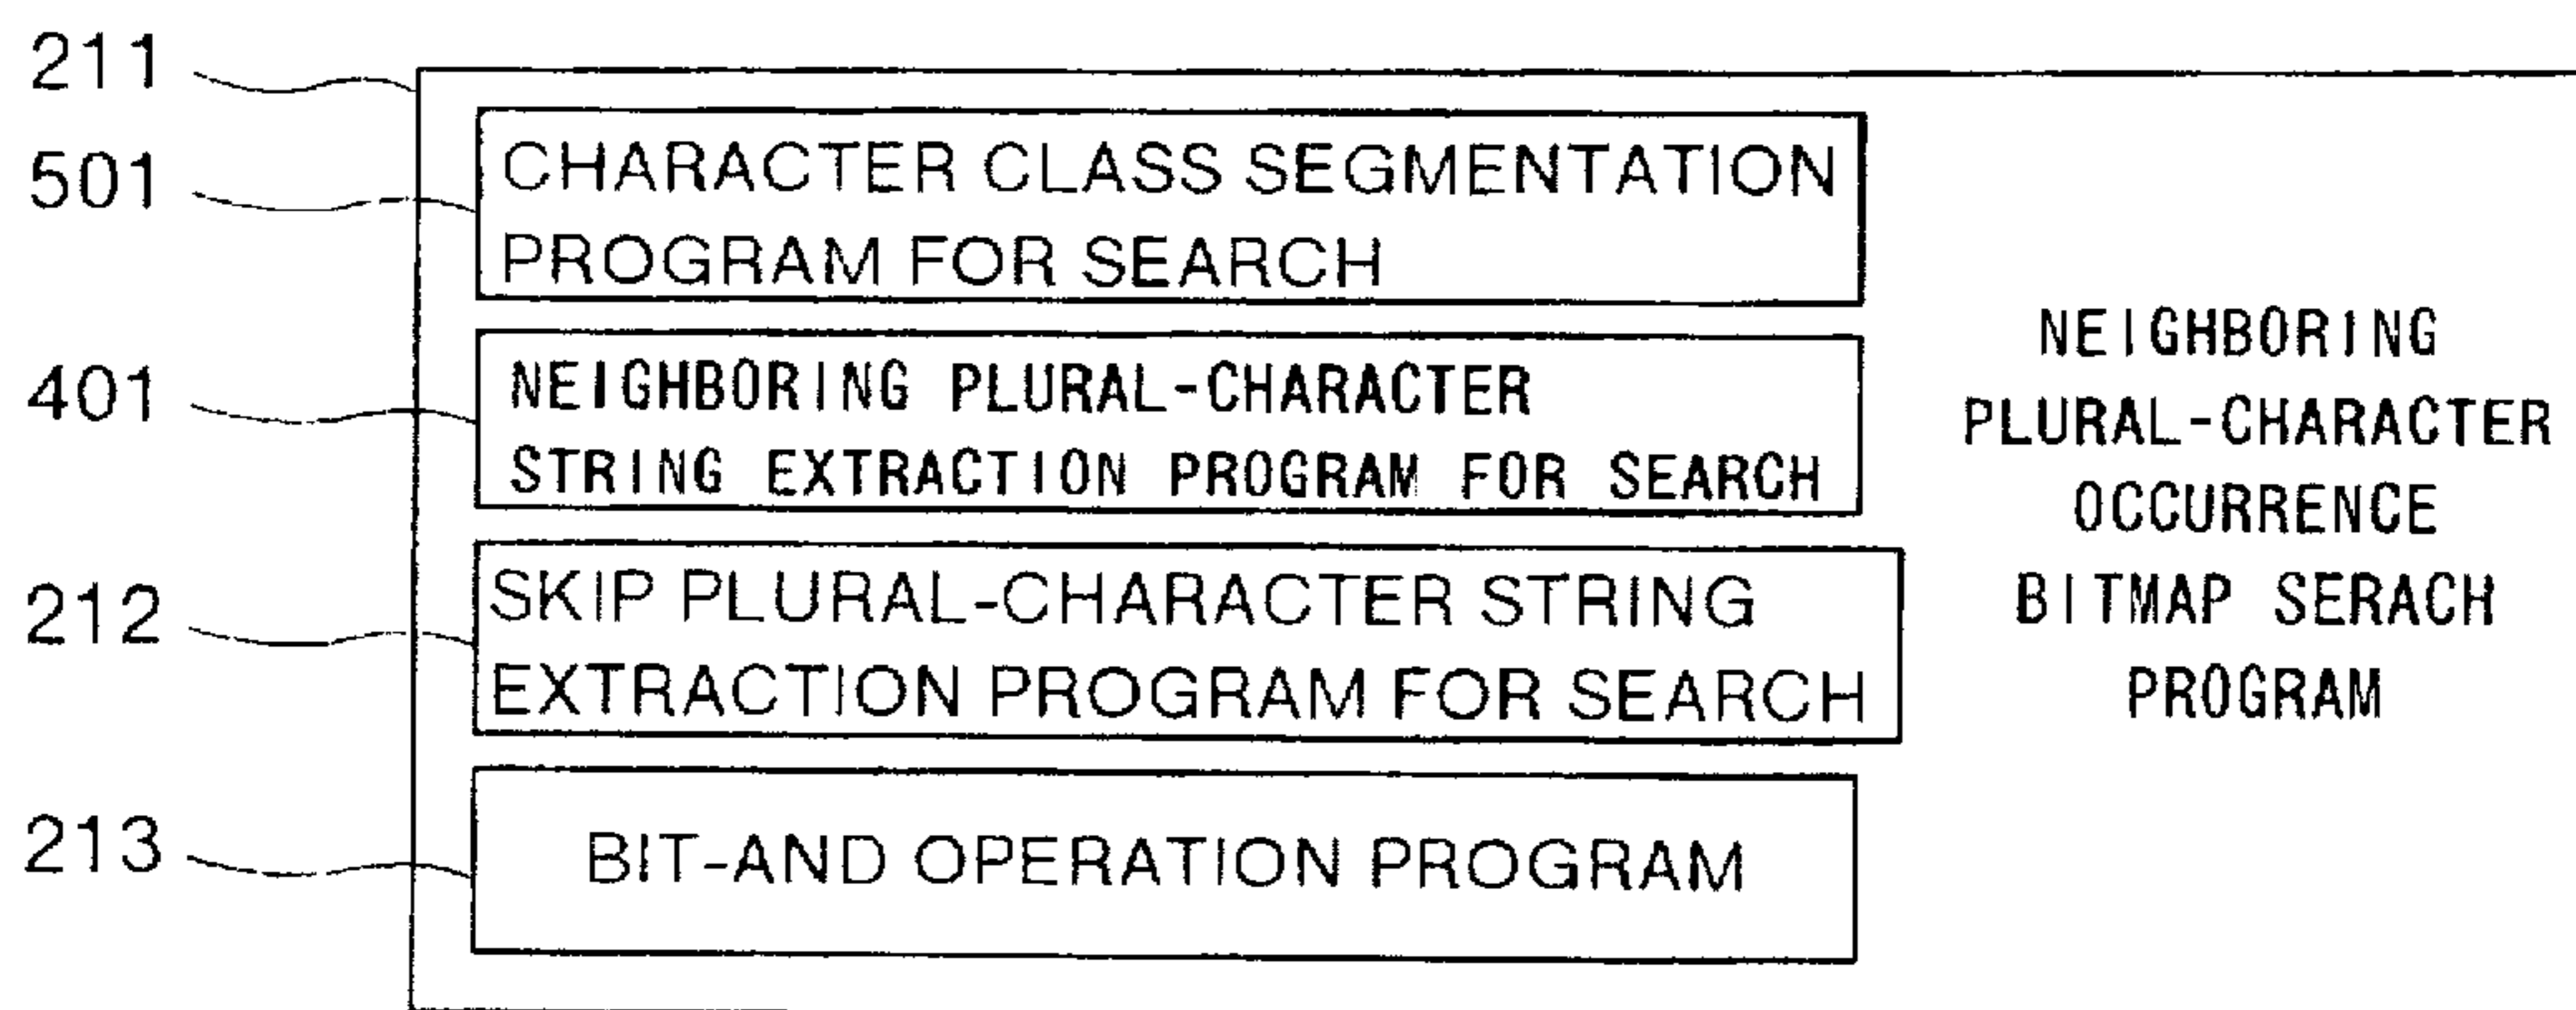 211
501
CHARACTER CLASS SEGMENTATION
PROGRAM FOR SEARCH
401
NEIGHBORING PLURAL-CHARACTER
STRING EXTRACTION PROGRAM FOR SEARCH
212
SKIP PLURAL-CHARACTER STRING
EXTRACTION PROGRAM FOR SEARCH
213
BIT-AND OPERATION PROGRAM
NEIGHBORING
PLURAL-CHARACTER
OCCURRENCE
BITMAP SERACH
PROGRAM